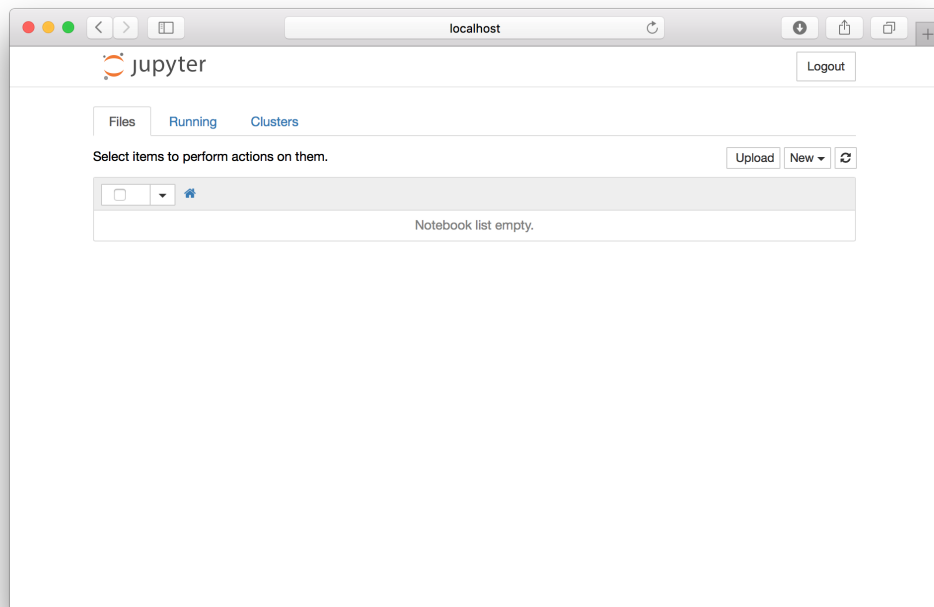 localhost
jupyter
Logout
Files Running Clusters
Select items to perform actions on them.
Upload New
Notebook list empty.